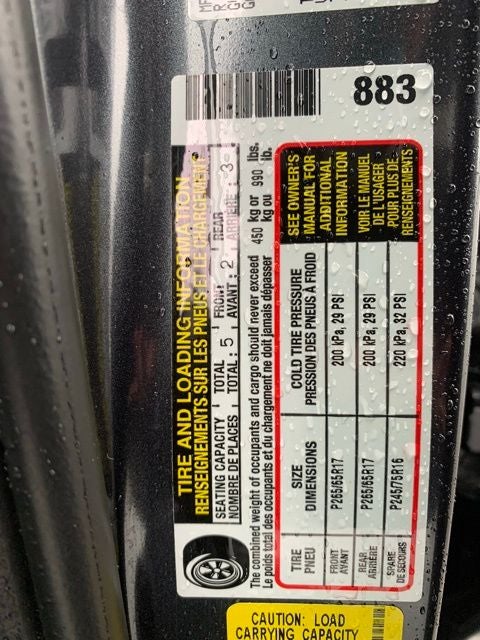 883
TIRE AND LOADING INFORMATION
RENSEIGNEMENTS SUR LES PNEUS ET LE CHARGEMENT
SEATING CAPACITY TOTAL: 5 FRONT 2 REAR 3
NOMBRE DE PLACES TOTAL: 5 AVANT: 2 ARRIÈRE: 3
The combined weight of occupants and cargo should never exceed 450 kg or 990 lbs.
Le poids total des occupants et du chargement ne doit jamais dépasser 450 kg ou 990 lb.
TIRE SIZE COLD TIRE PRESSURE
PNEU DIMENSIONS PRESSION DES PNEUS À FROID
FRONT
AVANT P265/65R17 200 kPa, 29 PSI
REAR
ARRIÈRE P265/65R17 200 kPa, 29 PSI
SPARE
DE SECOURS P245/75R16 220 kPa, 32 PSI
SEE OWNER'S
MANUAL FOR
ADDITIONAL
INFORMATION
VOIR LE MANUEL
DE L'USAGER
POUR PLUS DE
RENSEIGNEMENTS
CAUTION: LOAD
CARRYING CAPACITY